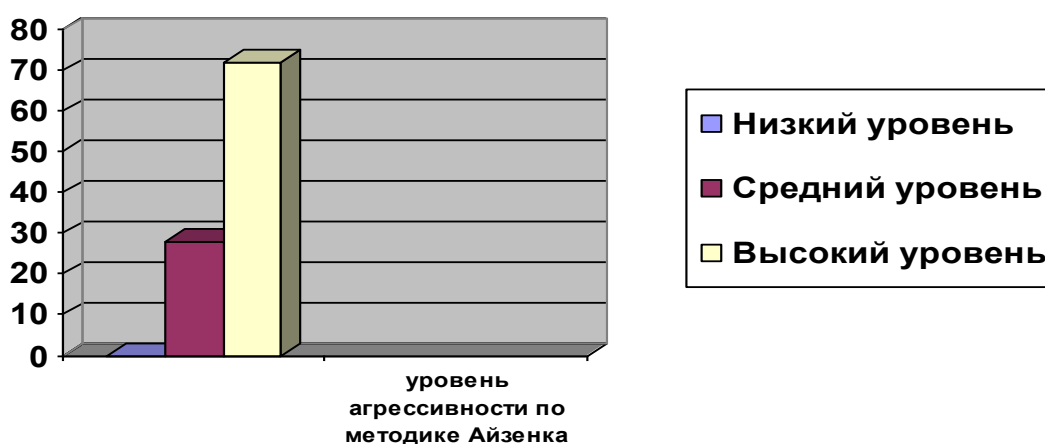 80
70
60
50
40
30
20
10
0
уровень
агрессивности по
методике Айзенка
Низкий уровень
Средний уровень
Высокий уровень